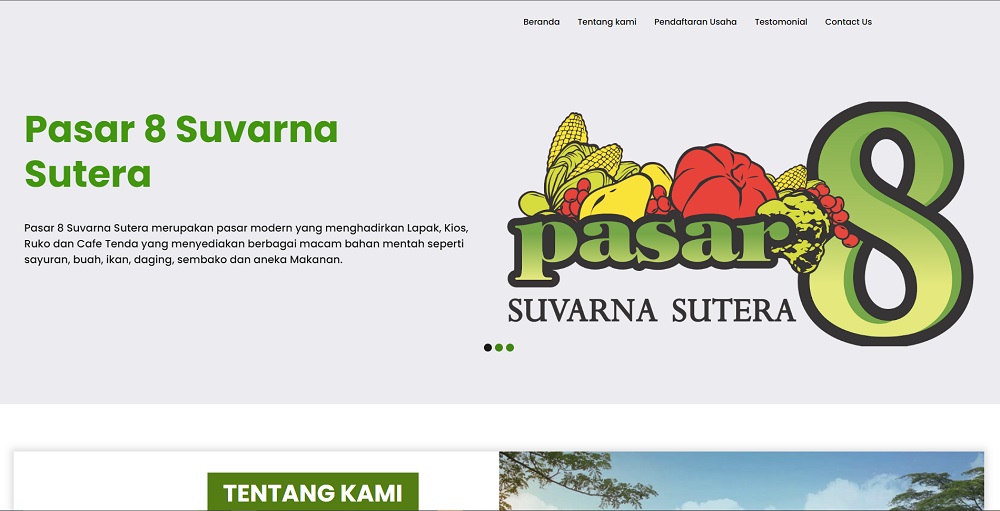 Beranda Tentang kami Pendaftaran Usaha Testomonial Contact Us
Pasar 8 Suvarna
Sutera
Pasar 8 Suvarna Sutera merupakan pasar modern yang menghadirkan Lapak, Kios,
Ruko dan Cafe Tenda yang menyediakan berbagai macam bahan mentah seperti
sayuran, buah, ikan, daging, sembako dan aneka Makanan.
pasar 8
SUVARNA SUTERA
TENTANG KAMI